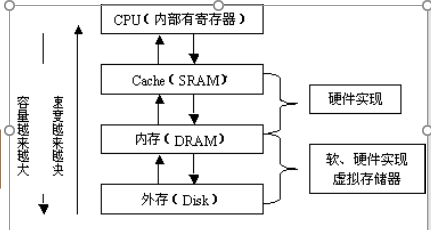 CPU(内部有寄存器)
Cache(SRAM)
内存(DRAM)
外存(Disk)
容量越来越大
速度越来越快
硬件实现
软、硬件实现
虚拟存储器